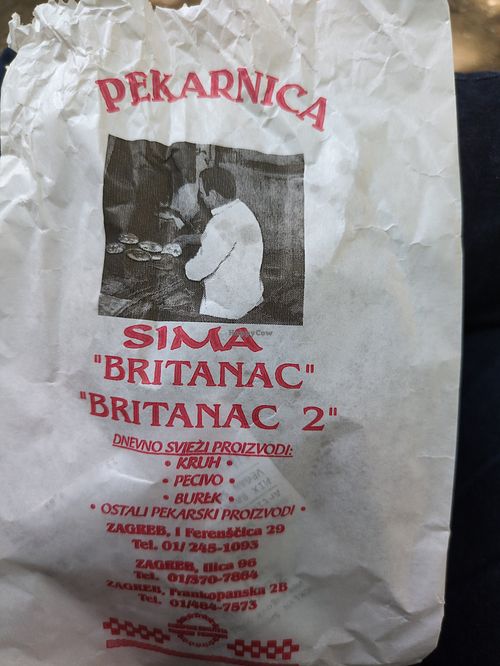 PEKARNICA
HappyCow
SIMA
"BRITANAC"
"BRITANAC 2"
DNEVNO SVJEŽI PROIZVODI:
• KRUH •
• PECIVO •
• BUREK •
• OSTALI PEKARSKI PROIZVODI •
ZAGREB, I Ferenščica 29
Tel. 01/ 245-1093
ZAGREB, Ilica 96
Tel. 01/370-7864
ZAGREB, Frankopanska 2B
Tel. 01/484-7573